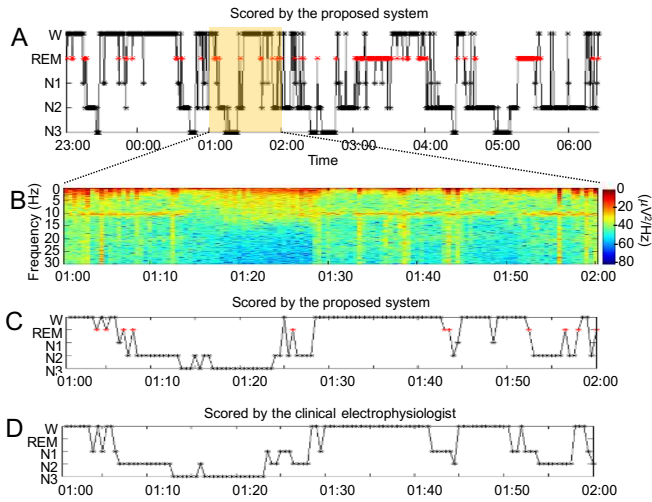 Scored by the proposed system
A
W
REM
N1
N2
N3
23:00 00:00 01:00 02:00 03:00 04:00 05:00 06:00
Time
B
Frequency (Hz)
0
5
10
15
20
25
30
01:00 01:10 01:20 01:30 01:40 01:50 02:00
0
20
40
60
80
(μV²/Hz)
Scored by the proposed system
C
W
REM
N1
N2
N3
01:00 01:10 01:20 01:30 01:40 01:50 02:00
Scored by the clinical electrophysiologist
D
W
REM
N1
N2
N3
01:00 01:10 01:20 01:30 01:40 01:50 02:00